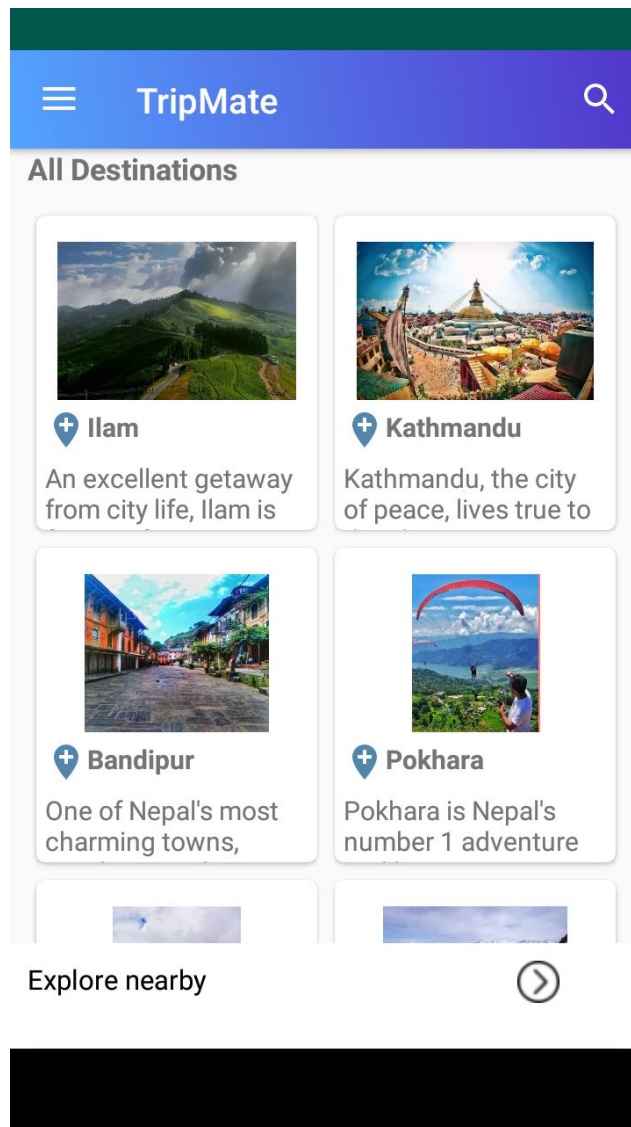 TripMate
All Destinations
Ilam
An excellent getaway
from city life, Ilam is
Kathmandu
Kathmandu, the city
of peace, lives true to
Bandipur
One of Nepal's most
charming towns,
Pokhara
Pokhara is Nepal's
number 1 adventure
Explore nearby